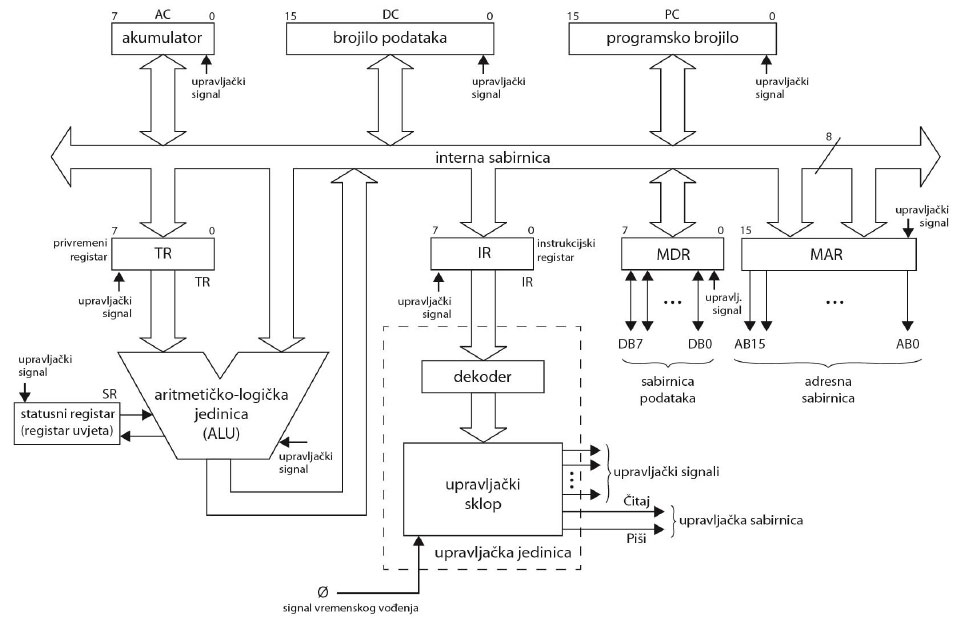 7 AC 0
akumulator
upravljački
signal
15 DC 0
brojilo podataka
upravljački
signal
15 PC 0
programsko brojilo
upravljački
signal
interna sabirnica
8
privremeni
registar
7 0
TR
TR
upravljački
signal
7 0
IR
instrukcijski
registar
IR
upravljački
signal
7 0
MDR
upravlj.
signal
...
DB7 DB0
sabirnica
podataka
15
MAR
upravljački
signal
...
AB15 AB0
adresna
sabirnica
upravljački
signal
SR
statusni registar
(registar uvjeta)
aritmetičko-logička
jedinica
(ALU)
upravljački
signal
dekoder
upravljački
sklop
upravljački signali
Čitaj
Piši
upravljačka sabirnica
upravljačka jedinica
Ø
signal vremenskog vođenja